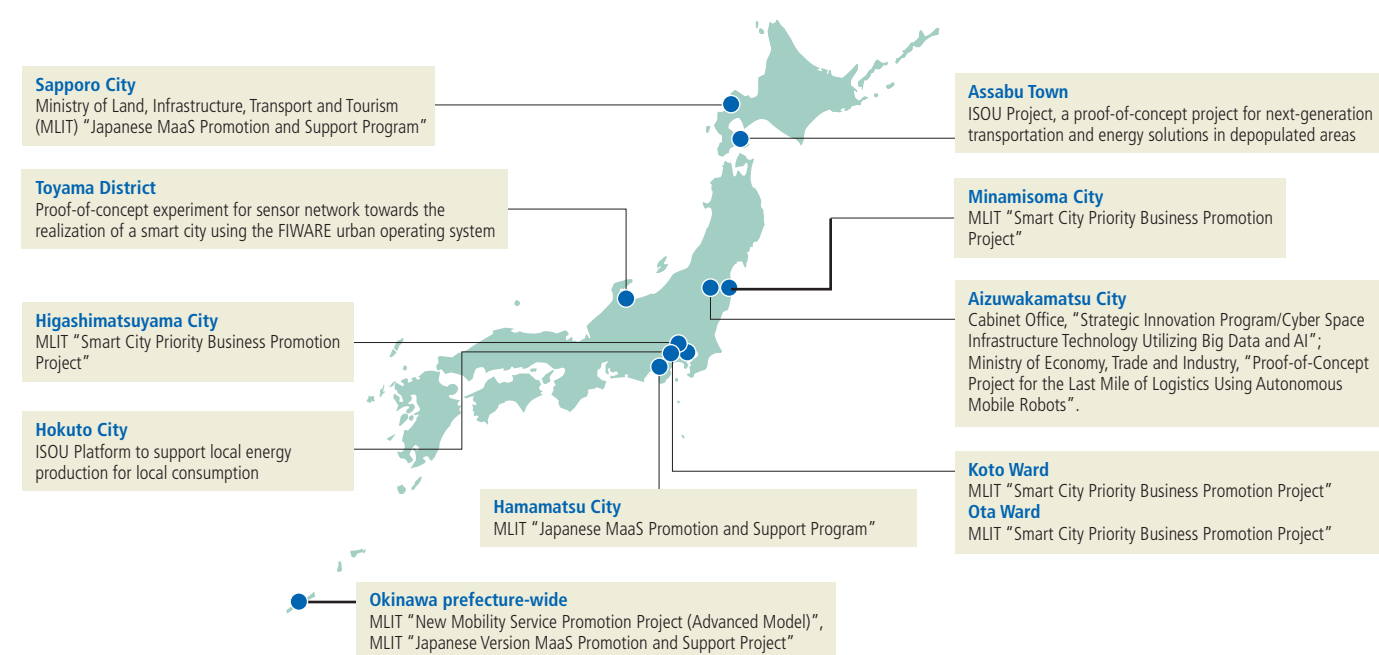 Sapporo City
Ministry of Land, Infrastructure, Transport and Tourism
(MLIT) “Japanese MaaS Promotion and Support Program”
Toyama District
Proof-of-concept experiment for sensor network towards the
realization of a smart city using the FIWARE urban operating system
Higashimatsuyama City
MLIT “Smart City Priority Business Promotion
Project”
Hokuto City
ISOU Platform to support local energy
production for local consumption
Hamamatsu City
MLIT “Japanese MaaS Promotion and Support Program”
Okinawa prefecture-wide
MLIT “New Mobility Service Promotion Project (Advanced Model)”,
MLIT “Japanese Version MaaS Promotion and Support Project”
Assabu Town
ISOU Project, a proof-of-concept project for next-generation
transportation and energy solutions in depopulated areas
Minamisoma City
MLIT “Smart City Priority Business Promotion
Project”
Aizuwakamatsu City
Cabinet Office, “Strategic Innovation Program/Cyber Space
Infrastructure Technology Utilizing Big Data and AI”;
Ministry of Economy, Trade and Industry, “Proof-of-Concept
Project for the Last Mile of Logistics Using Autonomous
Mobile Robots”.
Koto Ward
MLIT “Smart City Priority Business Promotion Project”
Ota Ward
MLIT “Smart City Priority Business Promotion Project”